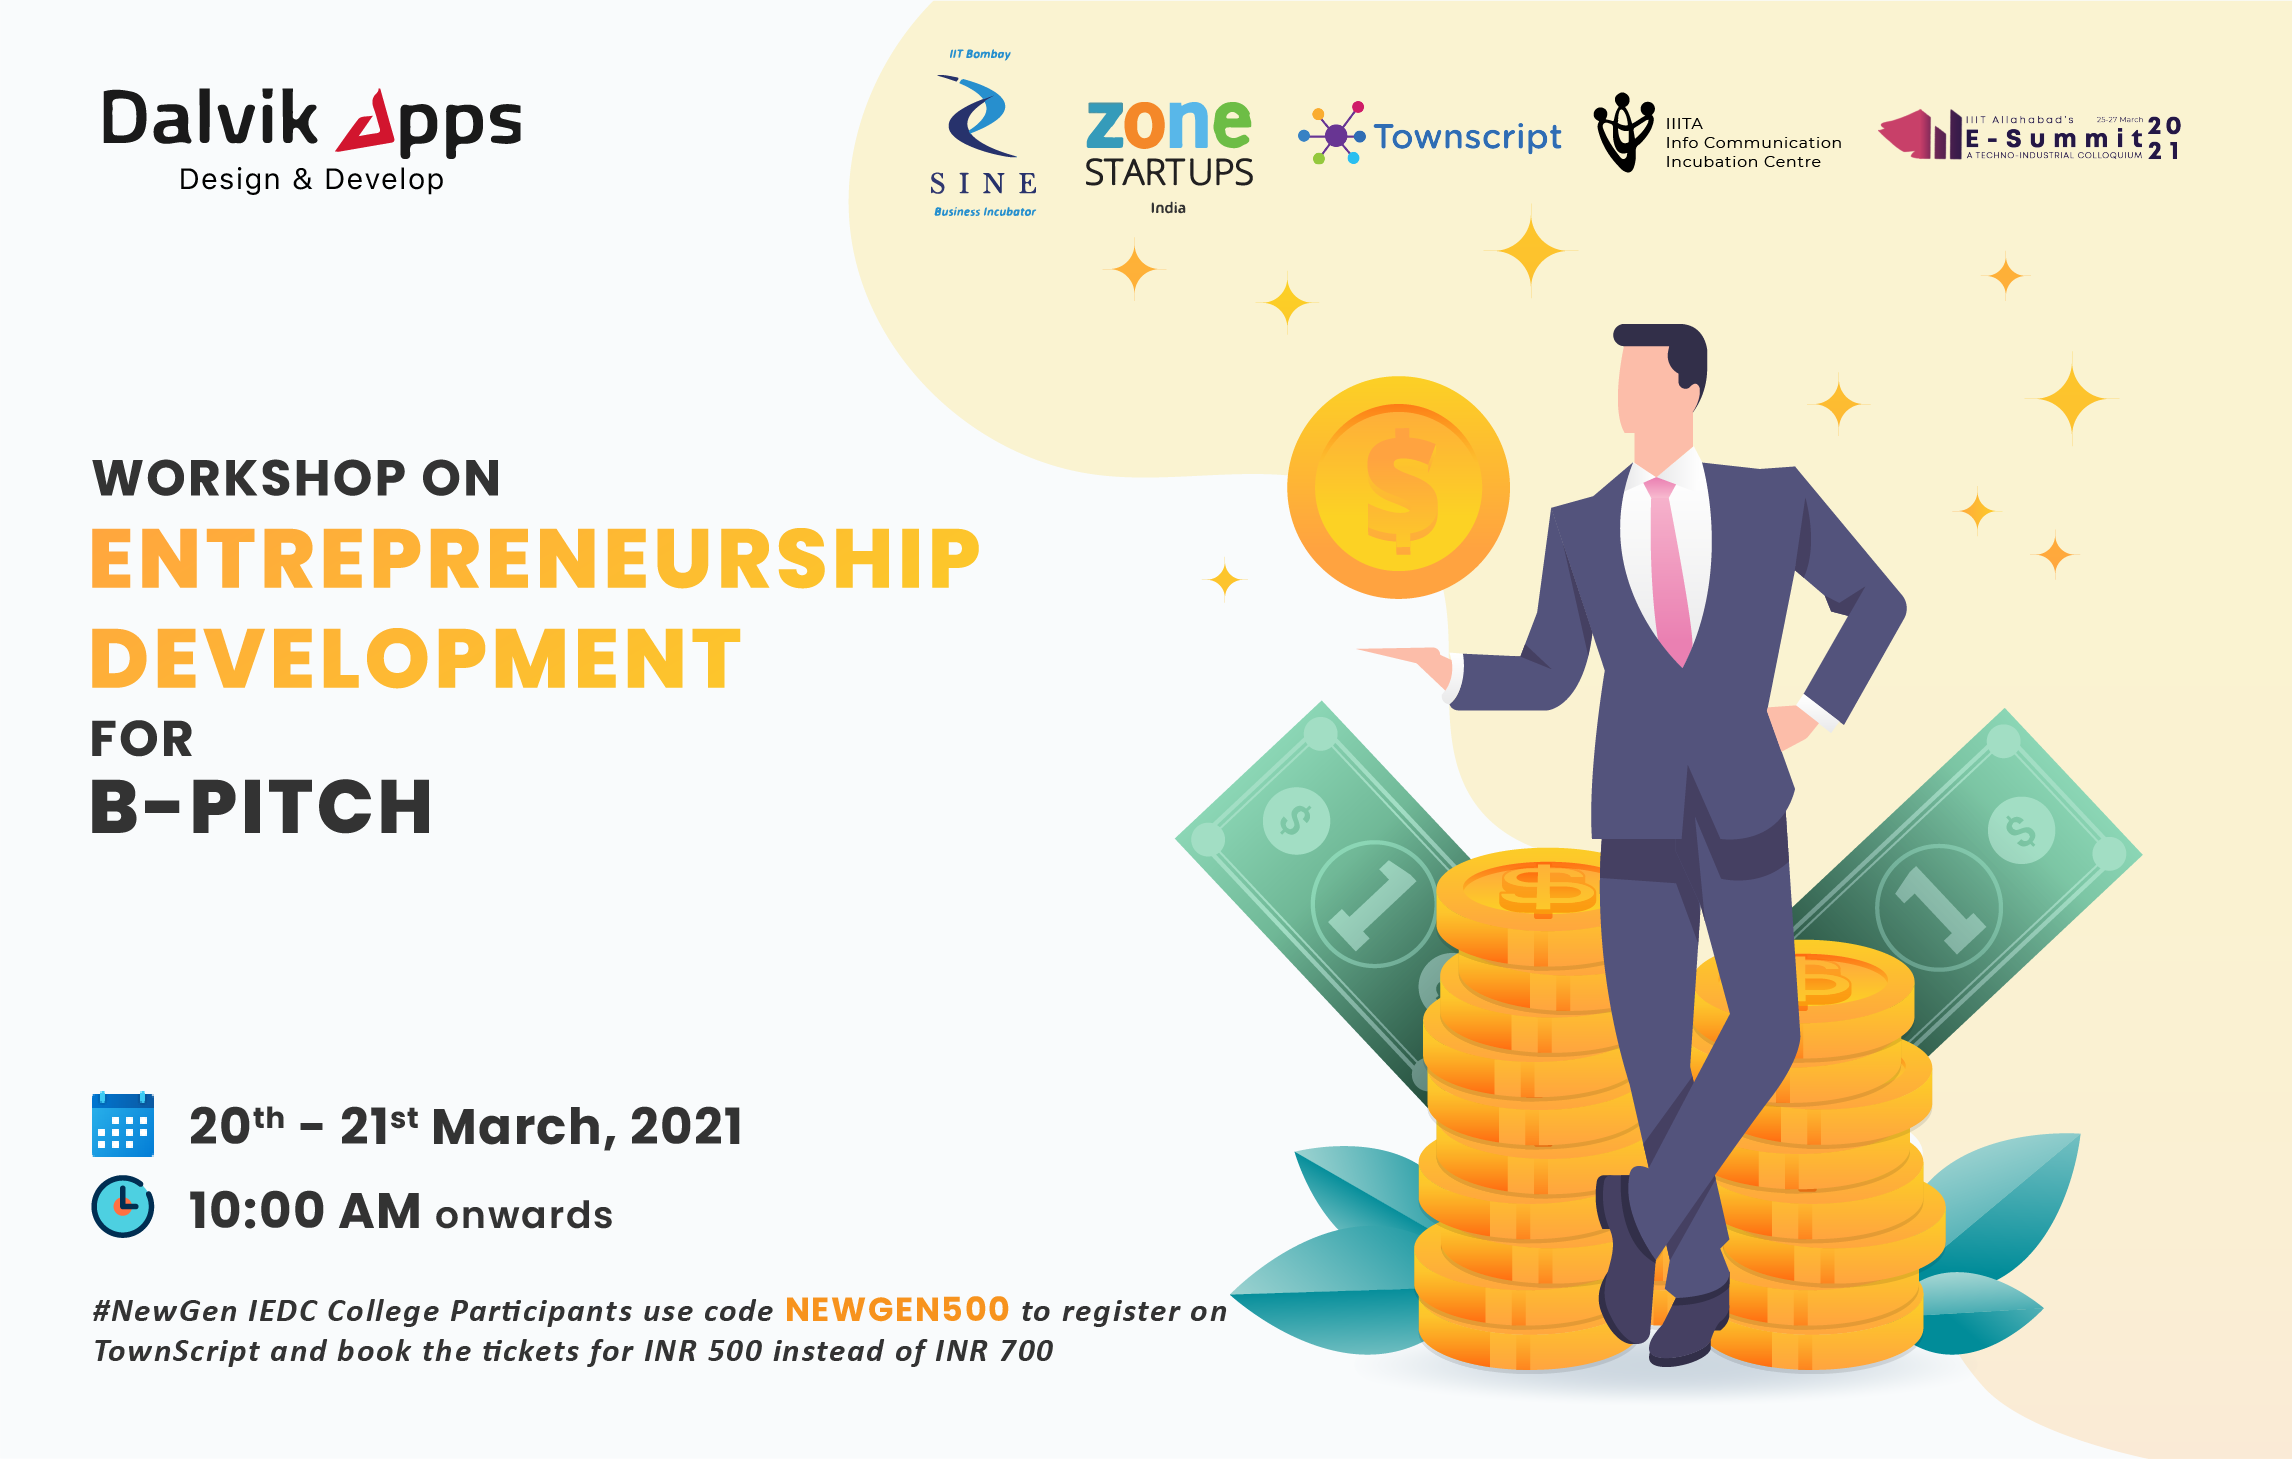 Dalvik Apps
Design & Develop
IIT Bombay
SINE
Business Incubator
zone
STARTUPS
India
Townscript
IIITA
Info Communication
Incubation Centre
IIIT Allahabad's 25-27 March
E-Summit 2021
A TECHNO-INDUSTRIAL COLLOQUIUM
WORKSHOP ON
ENTREPRENEURSHIP
DEVELOPMENT
FOR
B-PITCH
$
$
1
$
1
$
$
20th - 21st March, 2021
10:00 AM onwards
#NewGen IEDC College Participants use code NEWGEN500 to register on
TownScript and book the tickets for INR 500 instead of INR 700